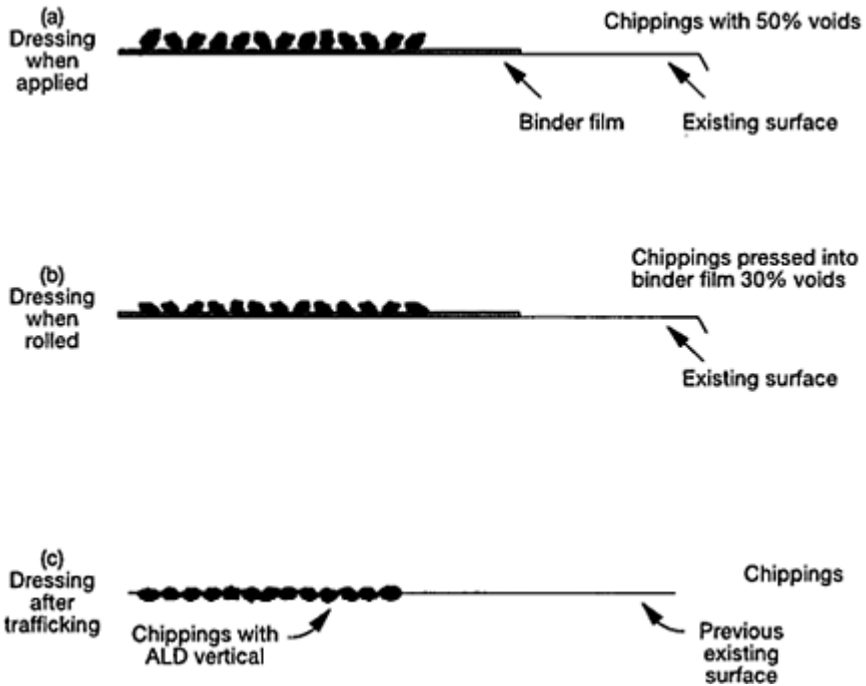 (a)
Dressing
when
applied
Chippings with 50% voids
Binder film
Existing surface
(b)
Dressing
when
rolled
Chippings pressed into
binder film 30% voids
Existing surface
(c)
Dressing
after
trafficking
Chippings
Chippings with
ALD vertical
Previous
existing
surface